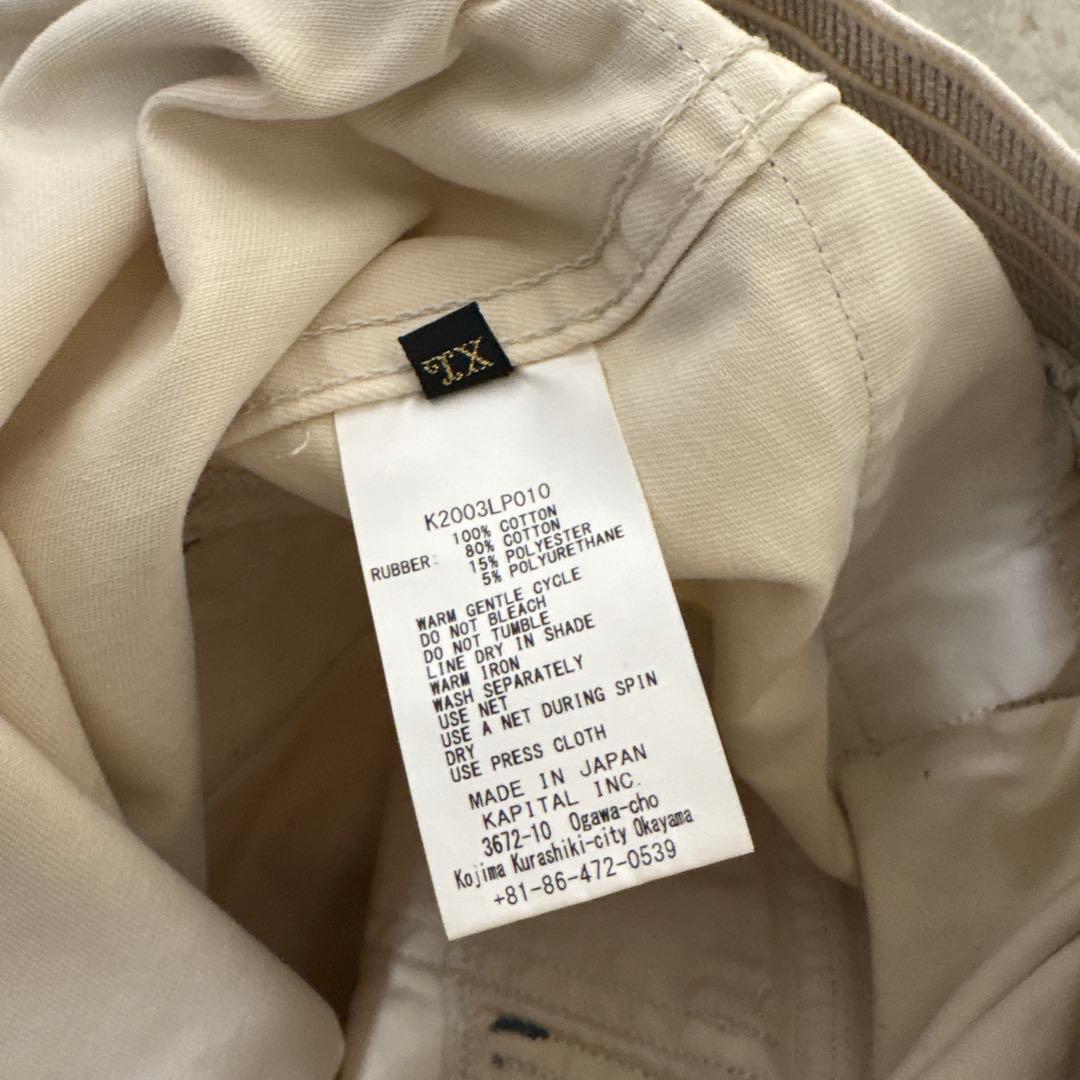 XL
K2003LP010
100% COTTON
RUBBER: 80% COTTON
15% POLYESTER
5% POLYURETHANE
WARM GENTLE CYCLE
DO NOT BLEACH
DO NOT TUMBLE
LINE DRY IN SHADE
WARM IRON
WASH SEPARATELY
USE NET
USE A NET DURING SPIN
DRY
USE PRESS CLOTH
MADE IN JAPAN
KAPITAL INC.
3672-10 Ogawa-cho
Kojima Kurashiki-city Okayama
+81-86-472-0539